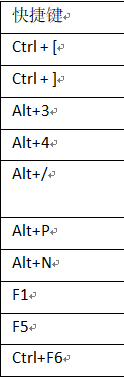 快捷键
Ctrl + [
Ctrl + ]
Alt+3
Alt+4
Alt+/
Alt+P
Alt+N
F1
F5
Ctrl+F6